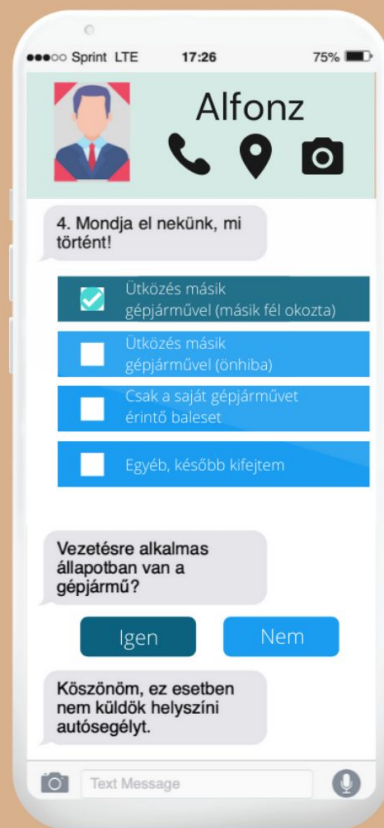 Sprint LTE 17:26 75%
Alfonz
4. Mondja el nekünk, mi
történt!
Ütközés másik
gépjárművel (másik fél okozta)
Ütközés másik
gépjárművel (önhiba)
Csak a saját gépjárművet
érintő baleset
Egyéb, később kifejtem
Vezetésre alkalmas
állapotban van a
gépjármű?
Igen Nem
Köszönöm, ez esetben
nem küldök helyszíni
autósegélyt.
Text Message